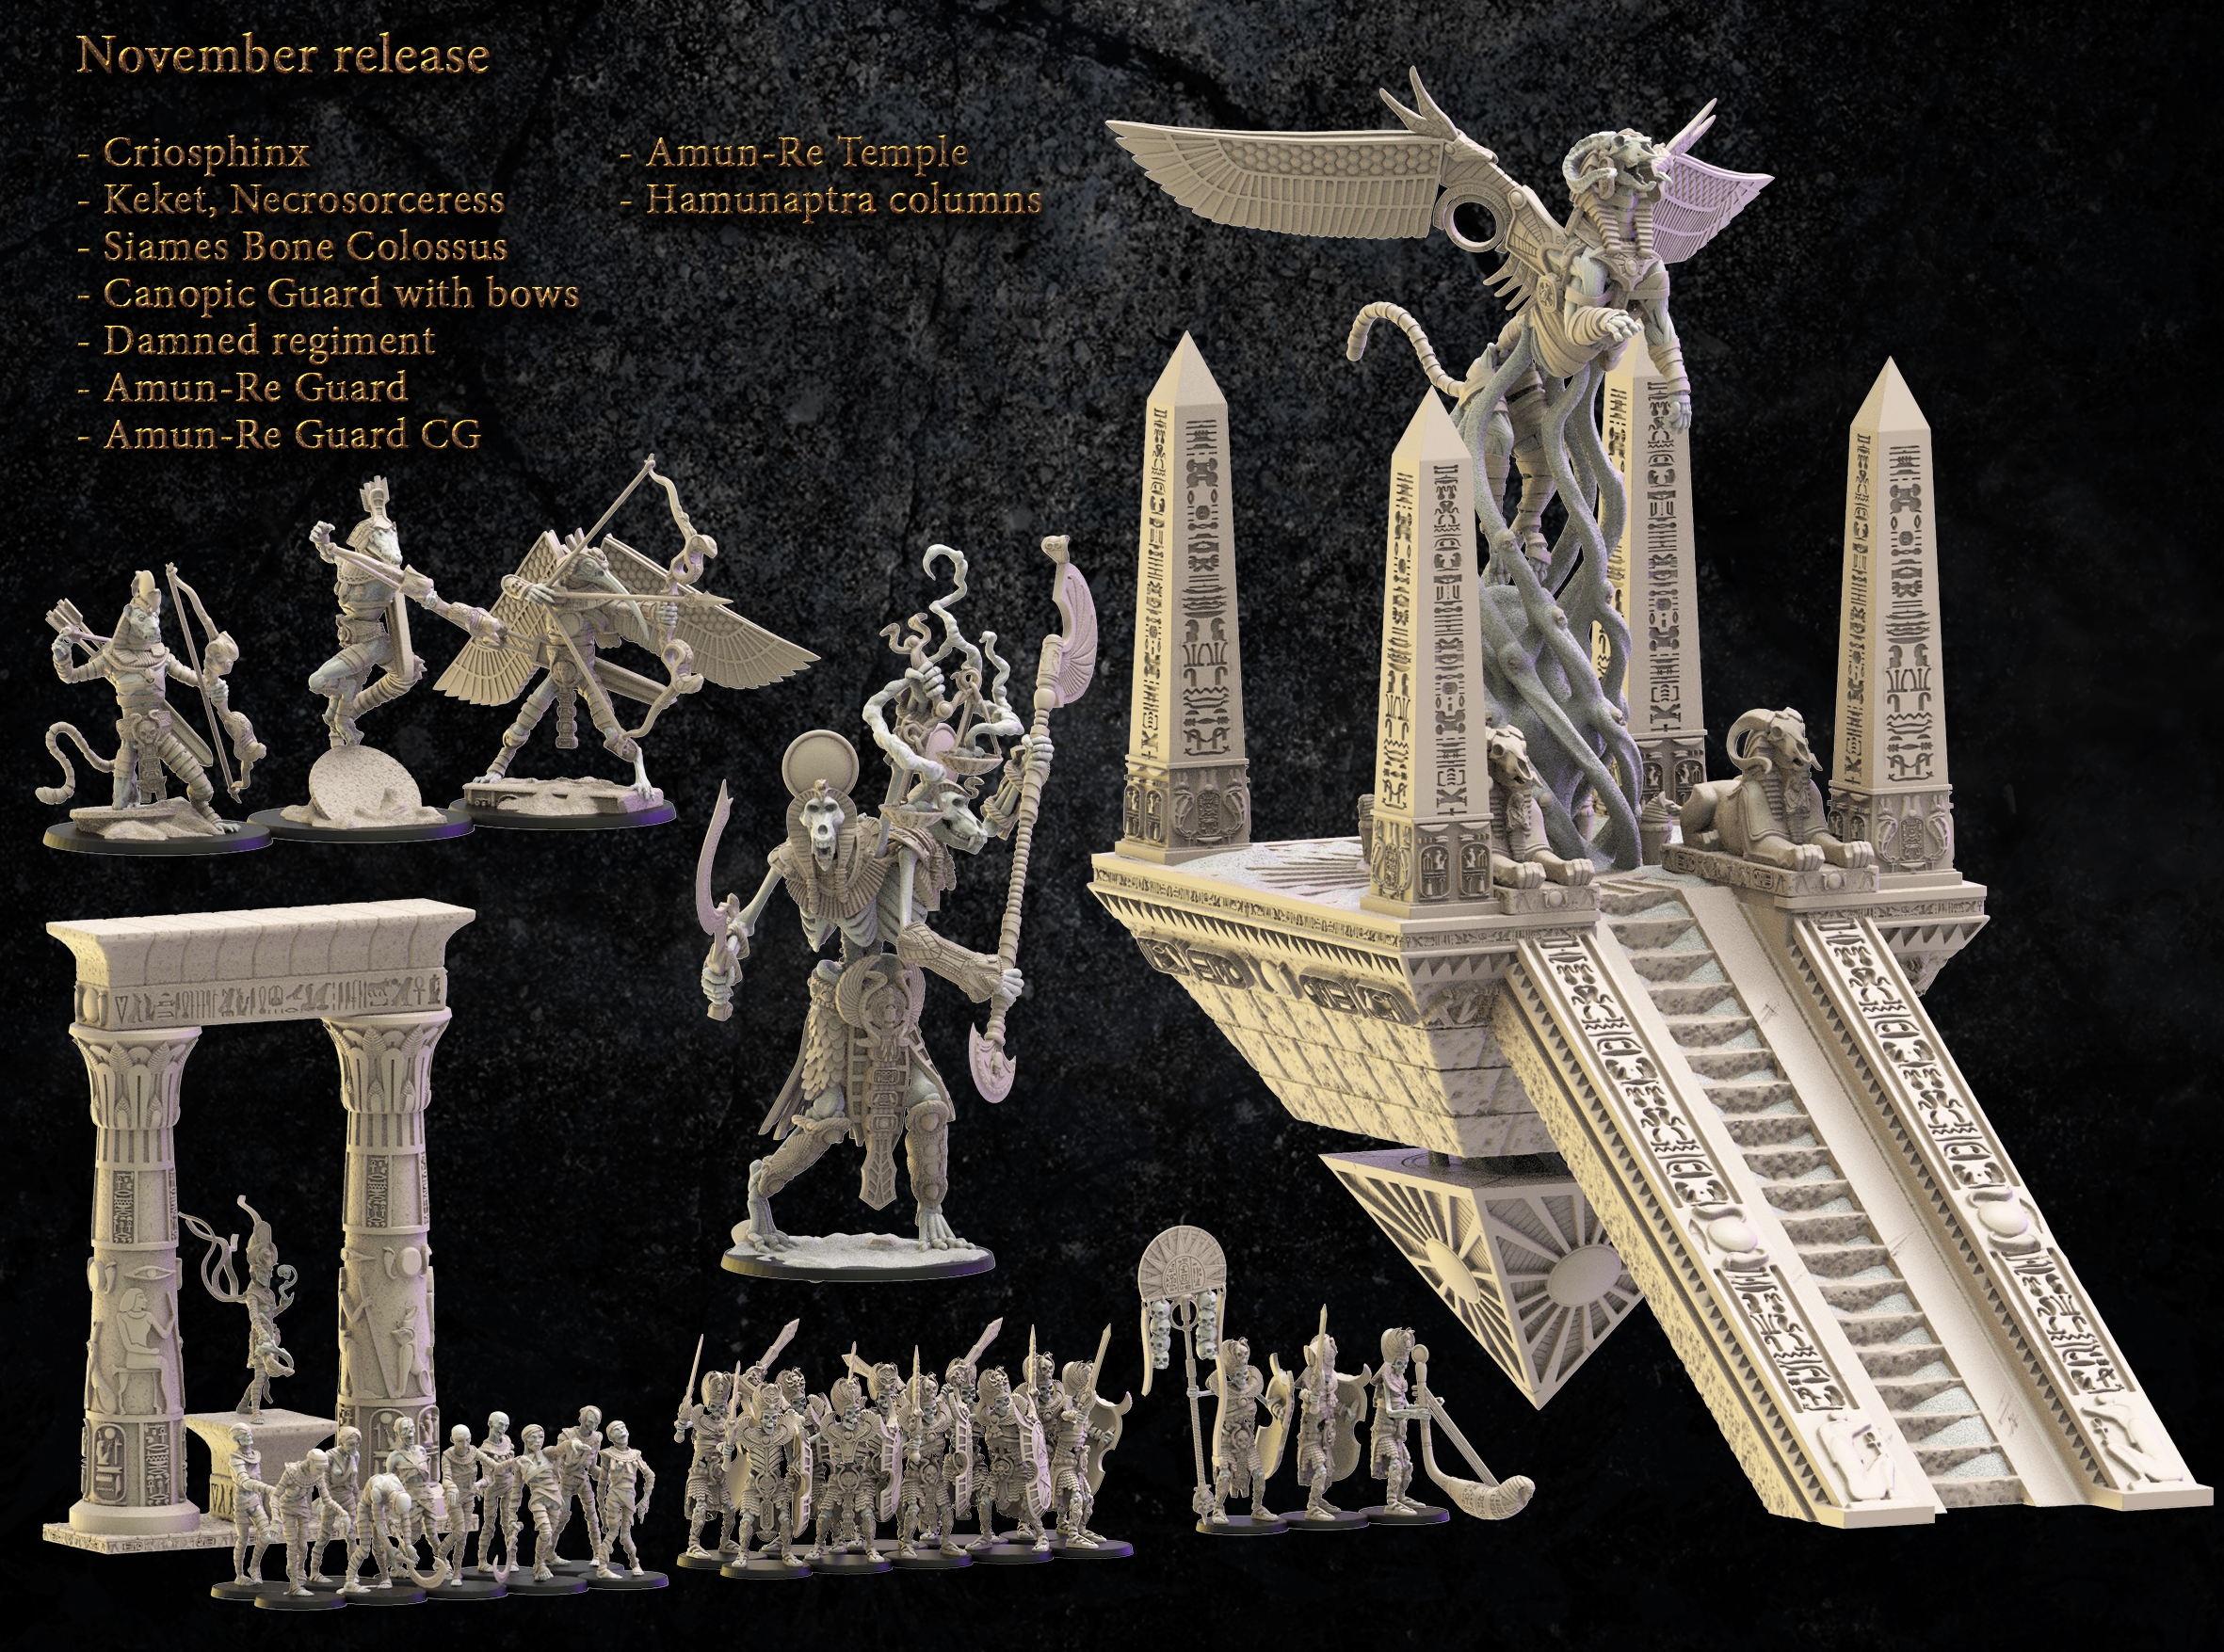 November release
- Criosphinx
- Keket, Necrosorceress
- Siames Bone Colossus
- Canopic Guard with bows
- Damned regiment
- Amun-Re Guard
- Amun-Re Guard CG
- Amun-Re Temple
- Hamunaptra columns